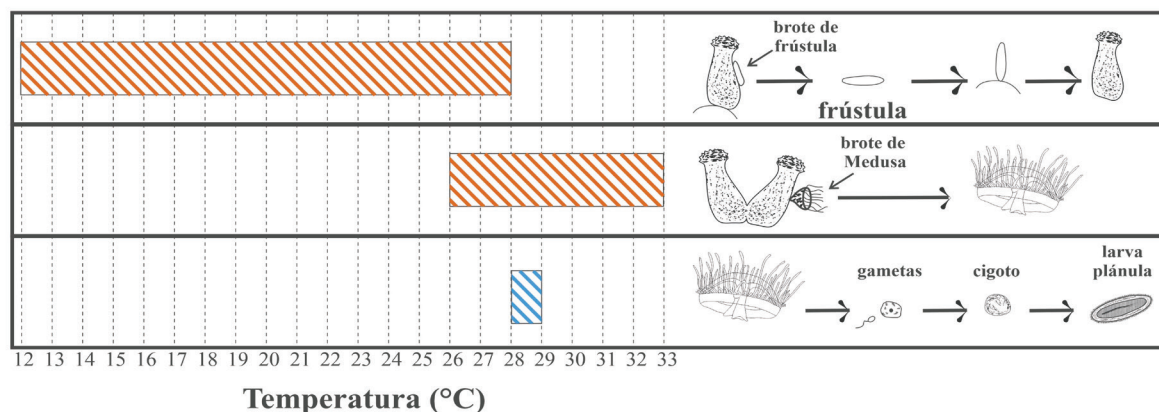 brote de
frústula
frústula
brote de
Medusa
gametas
cigoto
larva
plánula
12 13 14 15 16 17 18 19 20 21 22 23 24 25 26 27 28 29 30 31 32 33
Temperatura (°C)